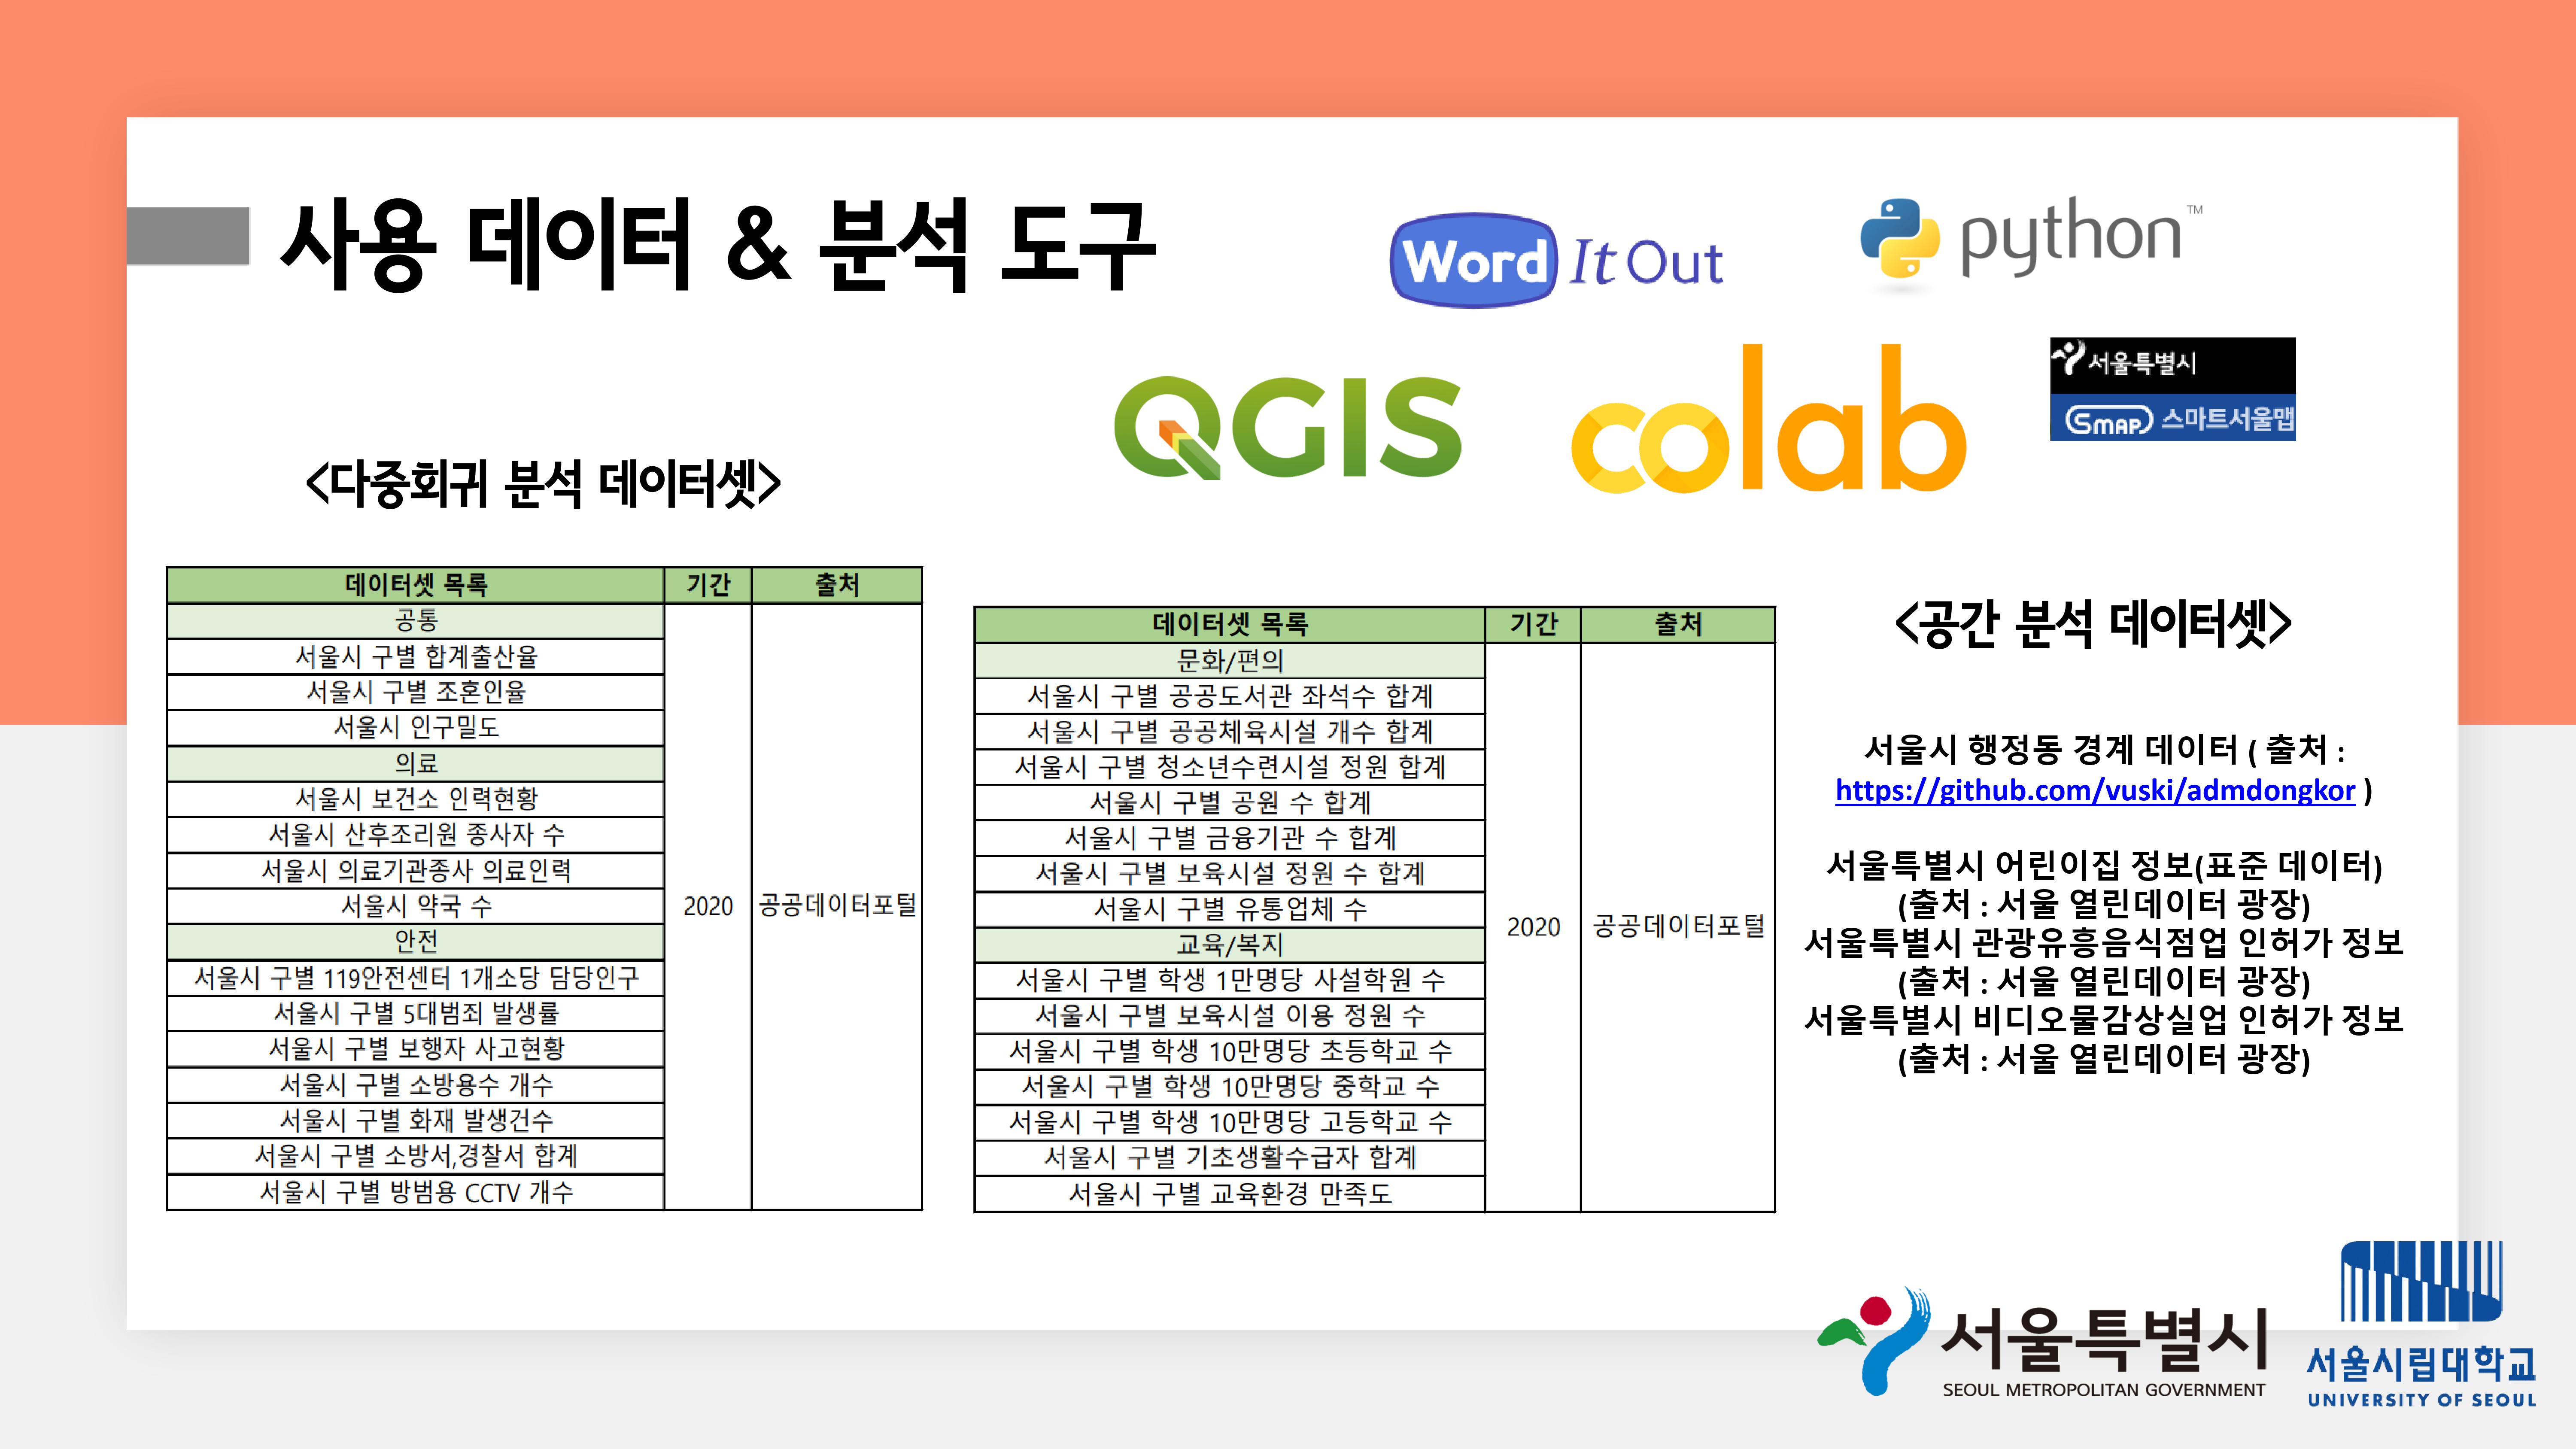 사용 데이터 & 분석 도구
Word It Out
python™
QGIS
colab
서울특별시
SMAP 스마트서울맵
<다중회귀 분석 데이터셋>
데이터셋 목록 기간 출처
공통
서울시 구별 합계출산율
서울시 구별 조혼인율
서울시 인구밀도
의료
서울시 보건소 인력현황
서울시 산후조리원 종사자 수
서울시 의료기관종사 의료인력
서울시 약국 수
2020 공공데이터포털
안전
서울시 구별 119안전센터 1개소당 담당인구
서울시 구별 5대범죄 발생률
서울시 구별 보행자 사고현황
서울시 구별 소방용수 개수
서울시 구별 화재 발생건수
서울시 구별 소방서,경찰서 합계
서울시 구별 방범용 CCTV 개수
데이터셋 목록 기간 출처
문화/편의
서울시 구별 공공도서관 좌석수 합계
서울시 구별 공공체육시설 개수 합계
서울시 구별 청소년수련시설 정원 합계
서울시 구별 공원 수 합계
서울시 구별 금융기관 수 합계
서울시 구별 보육시설 정원 수 합계
서울시 구별 유통업체 수
2020 공공데이터포털
교육/복지
서울시 구별 학생 1만명당 사설학원 수
서울시 구별 보육시설 이용 정원 수
서울시 구별 학생 10만명당 초등학교 수
서울시 구별 학생 10만명당 중학교 수
서울시 구별 학생 10만명당 고등학교 수
서울시 구별 기초생활수급자 합계
서울시 구별 교육환경 만족도
<공간 분석 데이터셋>
서울시 행정동 경계 데이터 ( 출처 :
https://github.com/vuski/admdongkor )
서울특별시 어린이집 정보(표준 데이터)
(출처 : 서울 열린데이터 광장)
서울특별시 관광유흥음식점업 인허가 정보
(출처 : 서울 열린데이터 광장)
서울특별시 비디오물감상실업 인허가 정보
(출처 : 서울 열린데이터 광장)
서울특별시
SEOUL METROPOLITAN GOVERNMENT
서울시립대학교
UNIVERSITY OF SEOUL